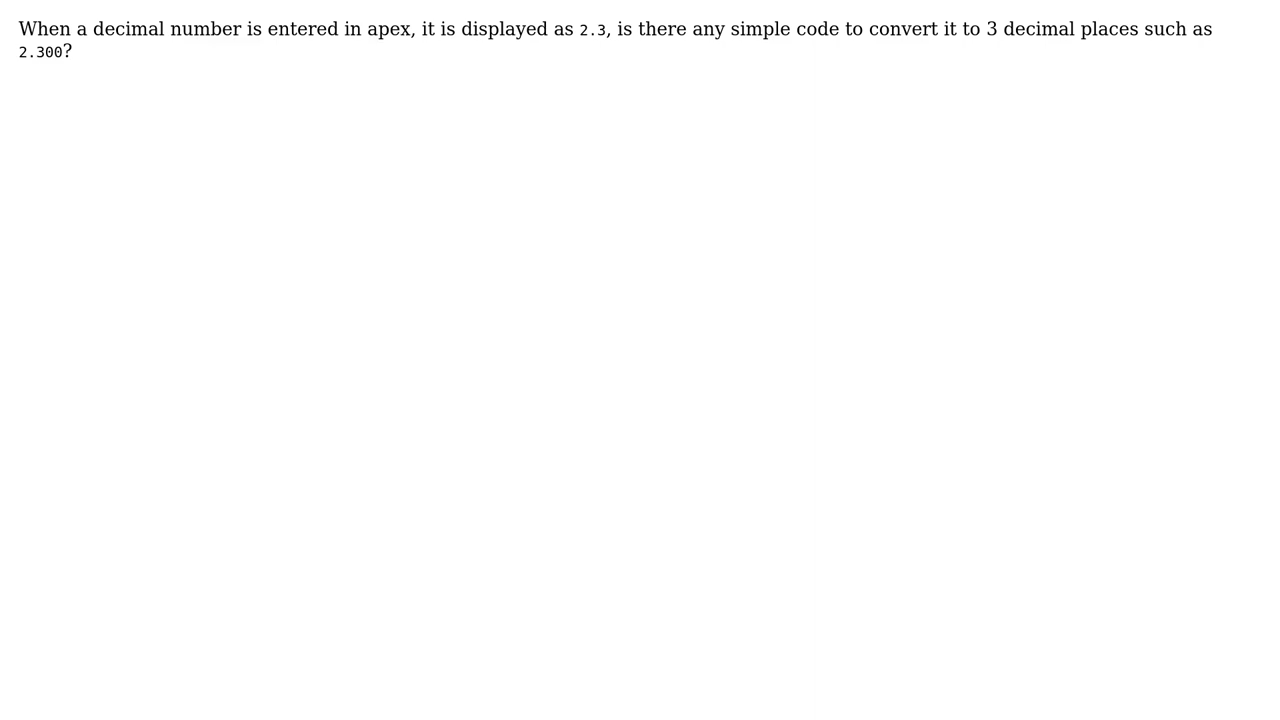 When a decimal number is entered in apex, it is displayed as 2.3, is there any simple code to convert it to 3 decimal places such as
2.300?